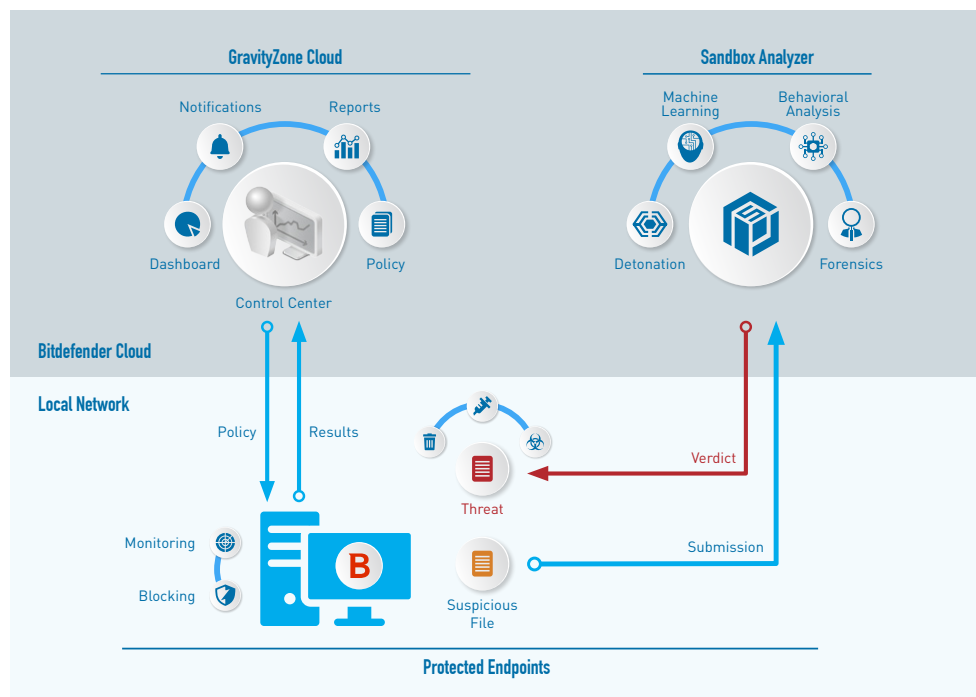 GravityZone Cloud
Sandbox Analyzer
Notifications
Reports
Machine
Learning
Behavioral
Analysis
Dashboard
Policy
Detonation
Forensics
Control Center
Bitdefender Cloud
Local Network
Policy
Results
Verdict
Threat
Monitoring
Submission
B
Blocking
Suspicious
File
Protected Endpoints